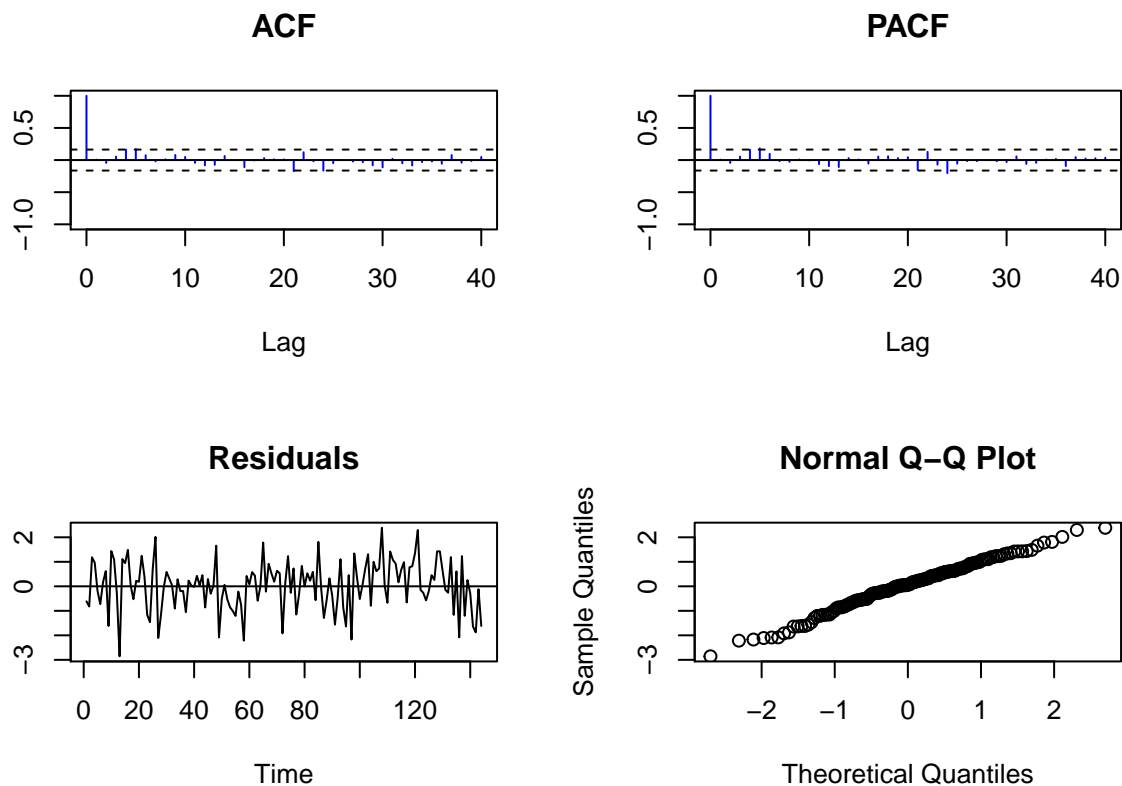 ACF
0.5
−1.0
0 10 20 30 40
Lag
PACF
0.5
−1.0
0 10 20 30 40
Lag
Residuals
2
0
−3
0 20 40 60 80 120
Time
Normal Q−Q Plot
Sample Quantiles
2
0
−3
−2 −1 0 1 2
Theoretical Quantiles